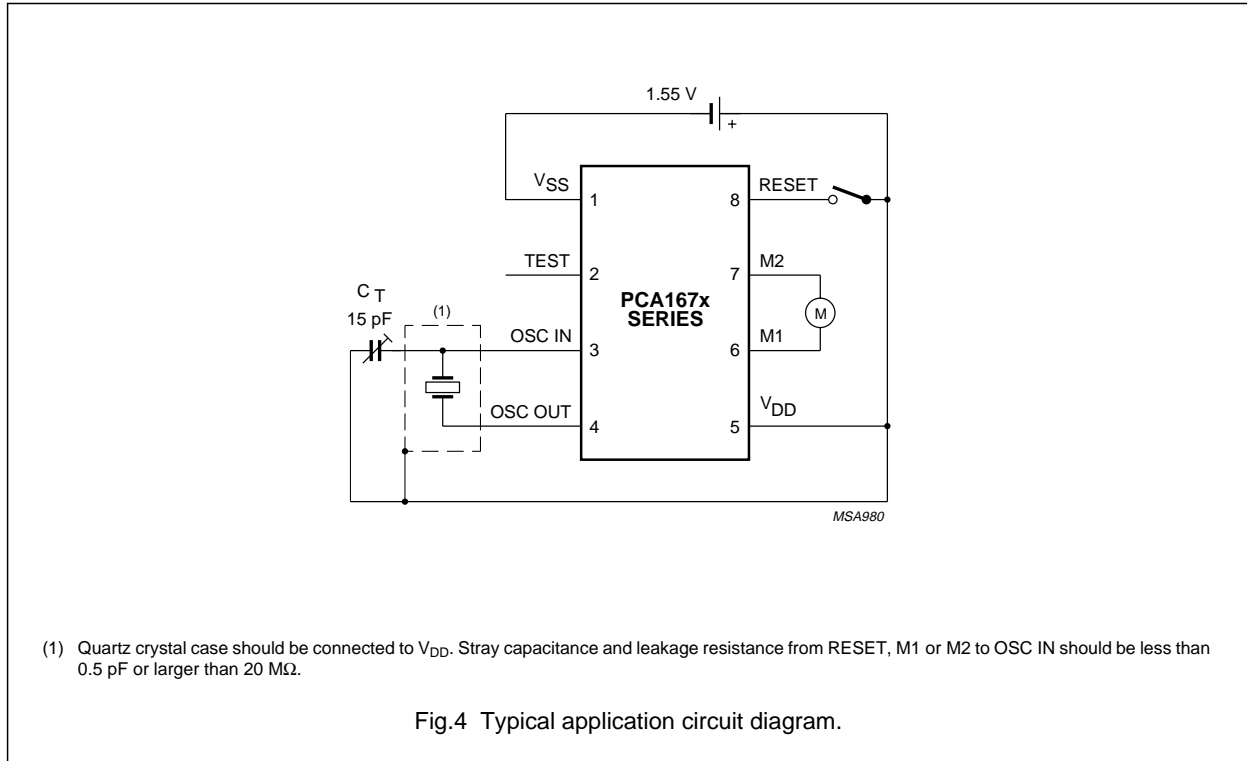 1.55 V
+
VSS
1
8
RESET
TEST
2
7
M2
PCA167x
SERIES
CT
15 pF
(1)
OSC IN
3
6
M1
M
OSC OUT
4
5
VDD
MSA980
(1) Quartz crystal case should be connected to VDD. Stray capacitance and leakage resistance from RESET, M1 or M2 to OSC IN should be less than
0.5 pF or larger than 20 MΩ.
Fig.4 Typical application circuit diagram.